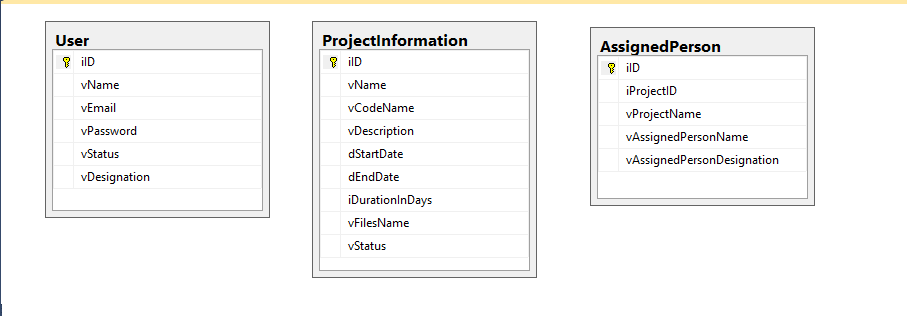 User
iID
vName
vEmail
vPassword
vStatus
vDesignation
ProjectInformation
iID
vName
vCodeName
vDescription
dStartDate
dEndDate
iDurationInDays
vFilesName
vStatus
AssignedPerson
iID
iProjectID
vProjectName
vAssignedPersonName
vAssignedPersonDesignation